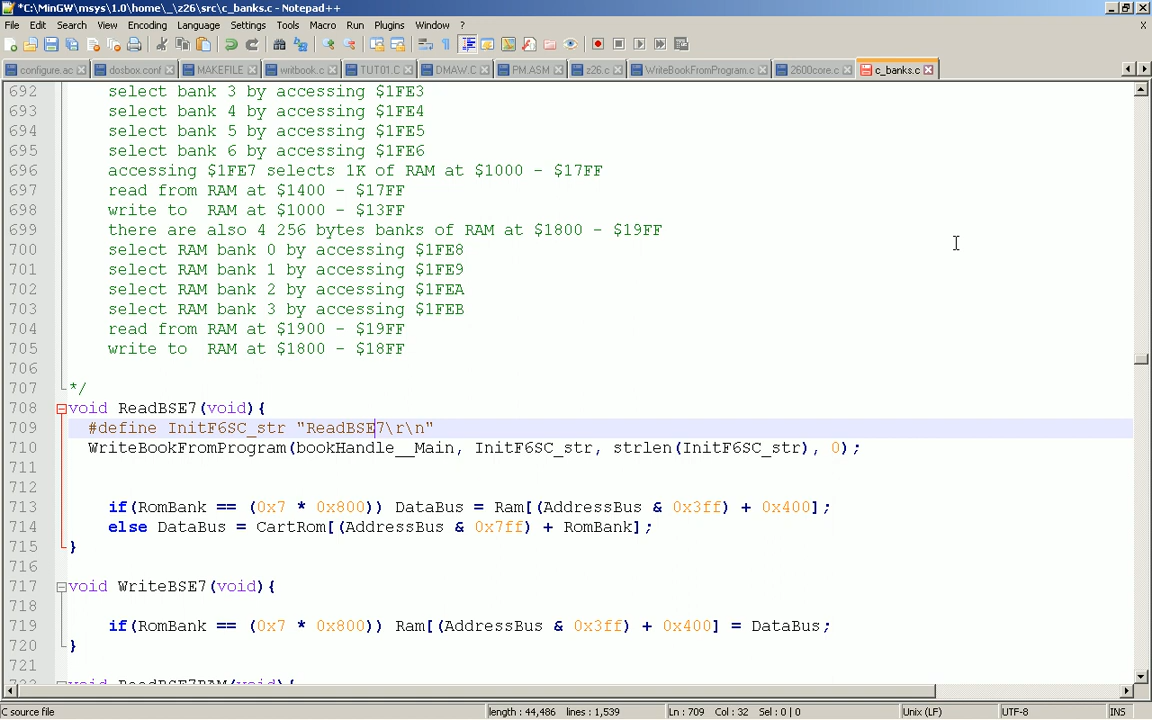 *C:\MinGW\msys\1.0\home\_\z26\src\c_banks.c - Notepad++
File Edit Search View Encoding Language Settings Tools Macro Run Plugins Window ? X
configure.ac dosbox.conf MAKEFILE writbook.c TUT01.C DMAW.C PM.ASM z26.c WriteBookFromProgram.c 2600core.c c_banks.c
692 select bank 3 by accessing $1FE3
693 select bank 4 by accessing $1FE4
694 select bank 5 by accessing $1FE5
695 select bank 6 by accessing $1FE6
696 accessing $1FE7 selects 1K of RAM at $1000 - $17FF
697 read from RAM at $1400 - $17FF
698 write to  RAM at $1000 - $13FF
699 there are also 4 256 bytes banks of RAM at $1800 - $19FF
700 select RAM bank 0 by accessing $1FE8
701 select RAM bank 1 by accessing $1FE9
702 select RAM bank 2 by accessing $1FEA
703 select RAM bank 3 by accessing $1FEB
704 read from RAM at $1900 - $19FF
705 write to  RAM at $1800 - $18FF
706
707 */
708 void ReadBSE7(void){
709 #define InitF6SC_str "ReadBSE7\r\n"
710 WriteBookFromProgram(bookHandle__Main, InitF6SC_str, strlen(InitF6SC_str), 0);
711
712
713 if(RomBank == (0x7 * 0x800)) DataBus = Ram[(AddressBus & 0x3ff) + 0x400];
714 else DataBus = CartRom[(AddressBus & 0x7ff) + RomBank];
715 }
716
717 void WriteBSE7(void){
718
719 if(RomBank == (0x7 * 0x800)) Ram[(AddressBus & 0x3ff) + 0x400] = DataBus;
720 }
721
722 void ReadBSE7RAM(void){
C source file length : 44,486 lines : 1,539 Ln : 709 Col : 32 Sel : 0 | 0 Unix (LF) UTF-8 INS